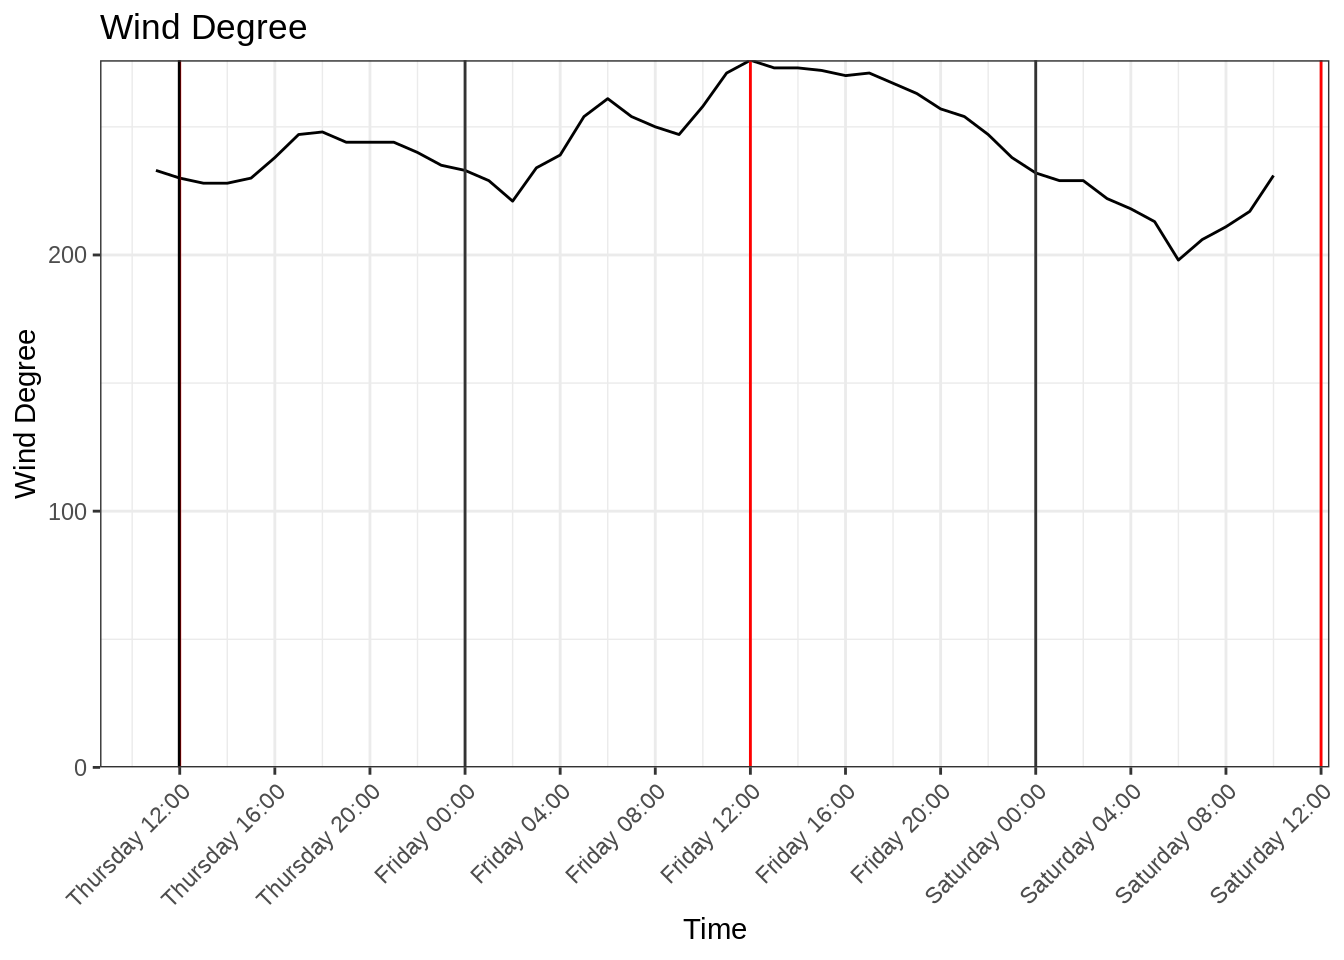 Wind Degree
Wind Degree
200
100
0
Thursday 12:00
Thursday 16:00
Thursday 20:00
Friday 00:00
Friday 04:00
Friday 08:00
Friday 12:00
Friday 16:00
Friday 20:00
Saturday 00:00
Saturday 04:00
Saturday 08:00
Saturday 12:00
Time